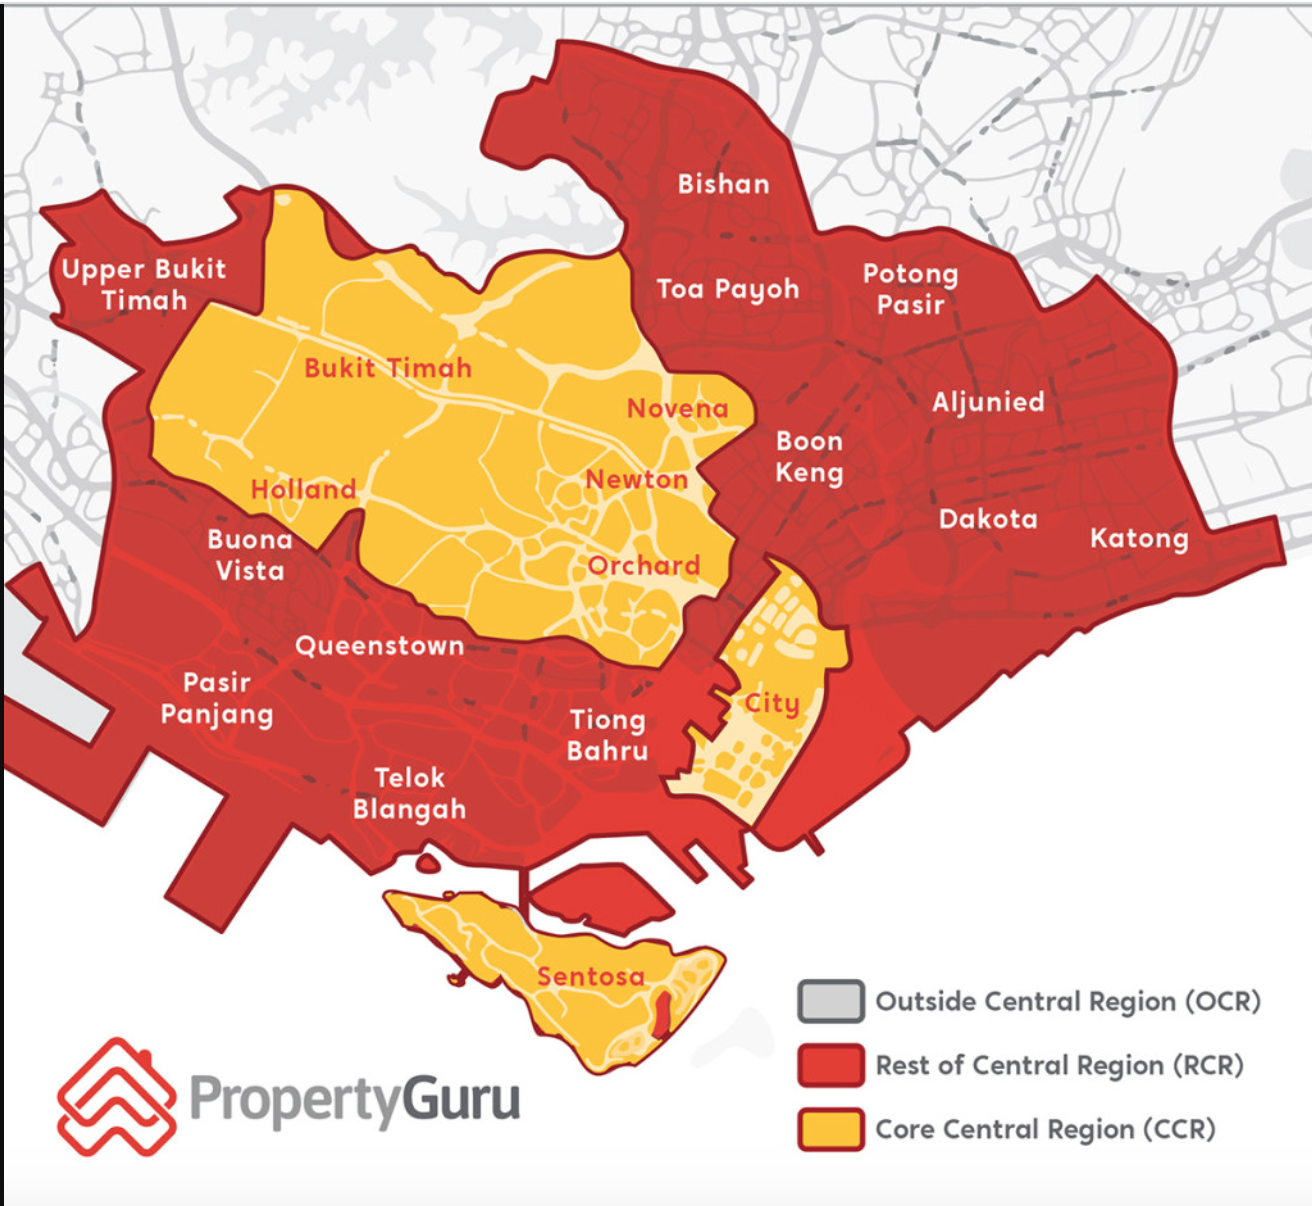 Bishan
Upper Bukit
Timah
Toa Payoh
Potong
Pasir
Bukit Timah
Novena
Aljunied
Boon
Keng
Newton
Holland
Dakota
Katong
Buona
Vista
Orchard
Queenstown
Pasir
Panjang
City
Tiong
Bahru
Telok
Blangah
Sentosa
Outside Central Region (OCR)
Rest of Central Region (RCR)
Core Central Region (CCR)
PropertyGuru